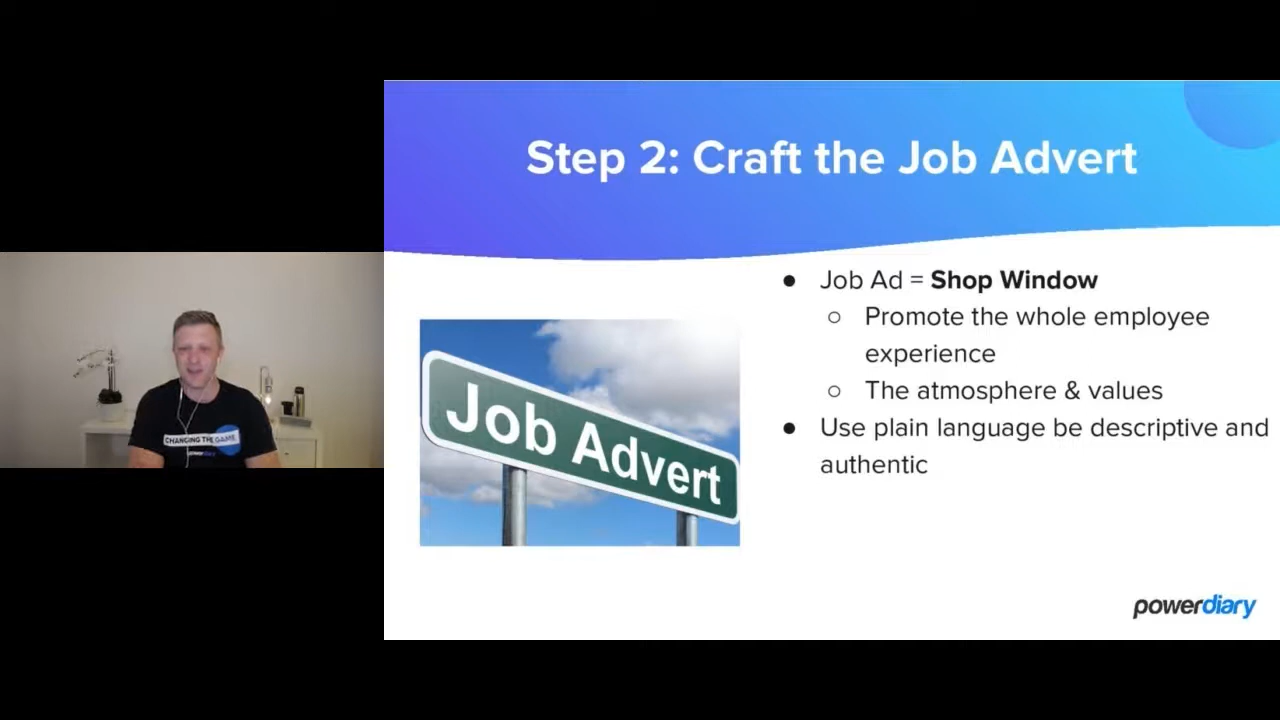 Step 2: Craft the Job Advert
● Job Ad = Shop Window
○ Promote the whole employee
experience
○ The atmosphere & values
● Use plain language be descriptive and
authentic
Job Advert
CHANGING THE GAME
powerdiary
powerdiary